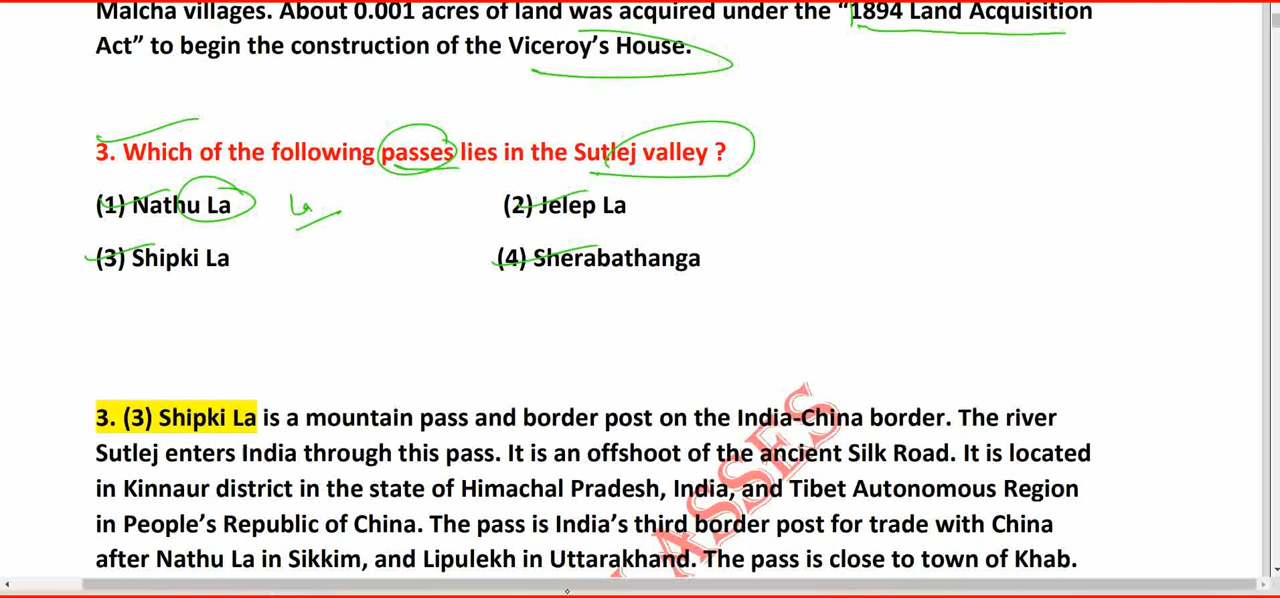 Malcha villages. About 0.001 acres of land was acquired under the “1894 Land Acquisition
Act” to begin the construction of the Viceroy’s House.
3. Which of the following passes lies in the Sutlej valley ?
(1) Nathu La La (2) Jelep La
(3) Shipki La (4) Sherabathanga
3. (3) Shipki La is a mountain pass and border post on the India-China border. The river
Sutlej enters India through this pass. It is an offshoot of the ancient Silk Road. It is located
in Kinnaur district in the state of Himachal Pradesh, India, and Tibet Autonomous Region
in People’s Republic of China. The pass is India’s third border post for trade with China
after Nathu La in Sikkim, and Lipulekh in Uttarakhand. The pass is close to town of Khab.
ASSES